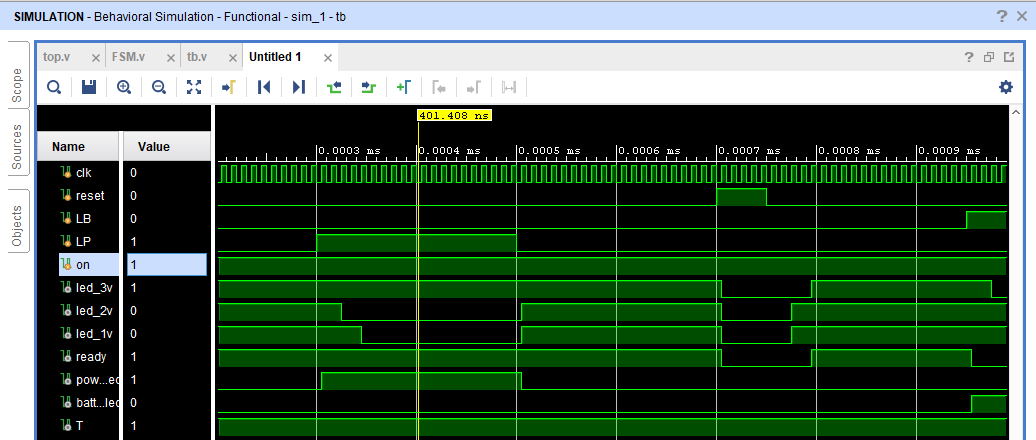 SIMULATION - Behavioral Simulation - Functional - sim_1 - tb
? ×
Scope
Sources
Objects
top.v × FSM.v × tb.v × Untitled 1 ×
?
401.408 ns
Name Value
0.0003 ms 0.0004 ms 0.0005 ms 0.0006 ms 0.0007 ms 0.0008 ms 0.0009 ms
clk 0
reset 0
LB 0
LP 1
on 1
led_3v 1
led_2v 0
led_1v 0
ready 1
pow...ed 1
batt...led 0
T 1